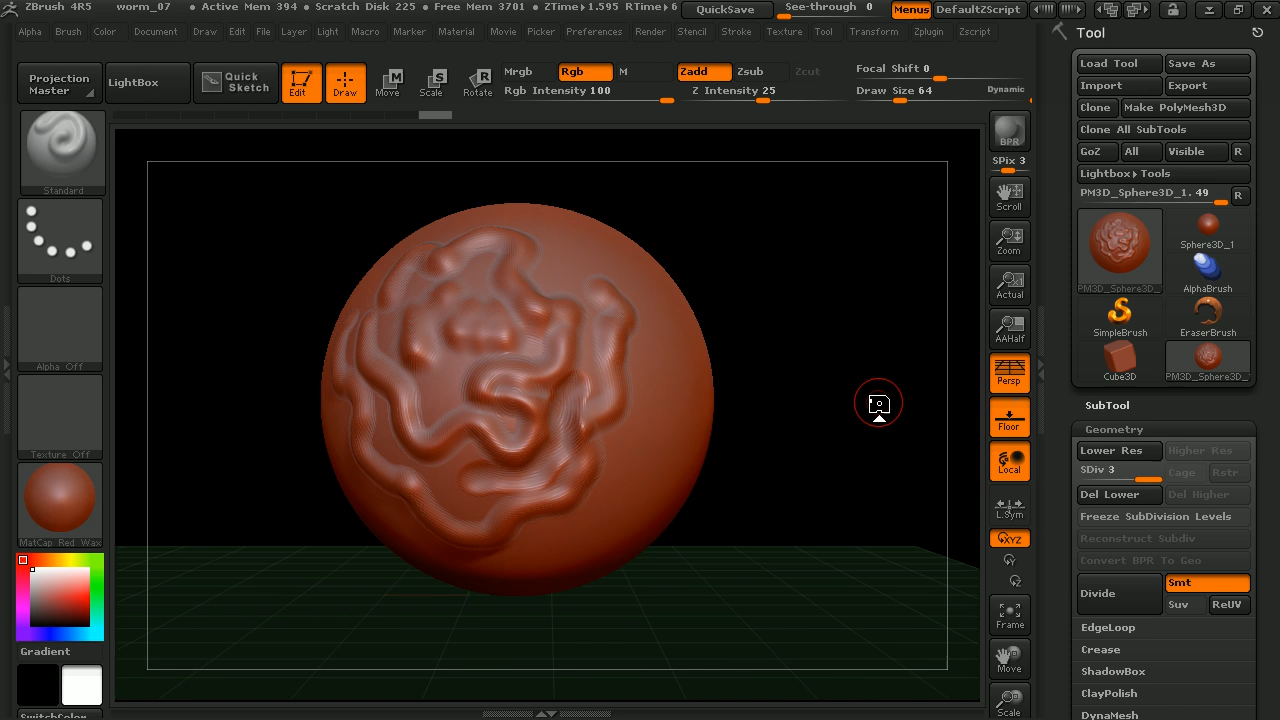 ZBrush 4R5 worm_07 • Active Mem 394 • Scratch Disk 225 • Free Mem 3701 • ZTime▸1.595 RTime▸6 QuickSave See-through 0 Menus DefaultZScript
Alpha Brush Color Document Draw Edit File Layer Light Macro Marker Material Movie Picker Preferences Render Stencil Stroke Texture Tool Transform Zplugin Zscript
Tool
Projection Master
LightBox
Quick Sketch
Edit
Draw
Move
Scale
Rotate
Mrgb Rgb M
Rgb Intensity 100
Zadd Zsub Zcut
Z Intensity 25
Focal Shift 0
Draw Size 64
Dynamic
Standard
Dots
Alpha Off
Texture Off
MatCap Red Wax
Gradient
SwitchColor
BPR
SPix 3
Scroll
Zoom
Actual
AAHalf
Persp
Floor
Local
L.Sym
XYZ
Frame
Move
Scale
Load Tool Save As
Import Export
Clone Make PolyMesh3D
Clone All SubTools
GoZ All Visible R
Lightbox▸Tools
PM3D_Sphere3D_1. 49 R
PM3D_Sphere3D_
Sphere3D_1
AlphaBrush
SimpleBrush EraserBrush
Cube3D PM3D_Sphere3D_
SubTool
Geometry
Lower Res Higher Res
SDiv 3 Cage Rstr
Del Lower Del Higher
Freeze SubDivision Levels
Reconstruct Subdiv
Convert BPR To Geo
Divide Smt
Suv ReUV
EdgeLoop
Crease
ShadowBox
ClayPolish
DynaMesh